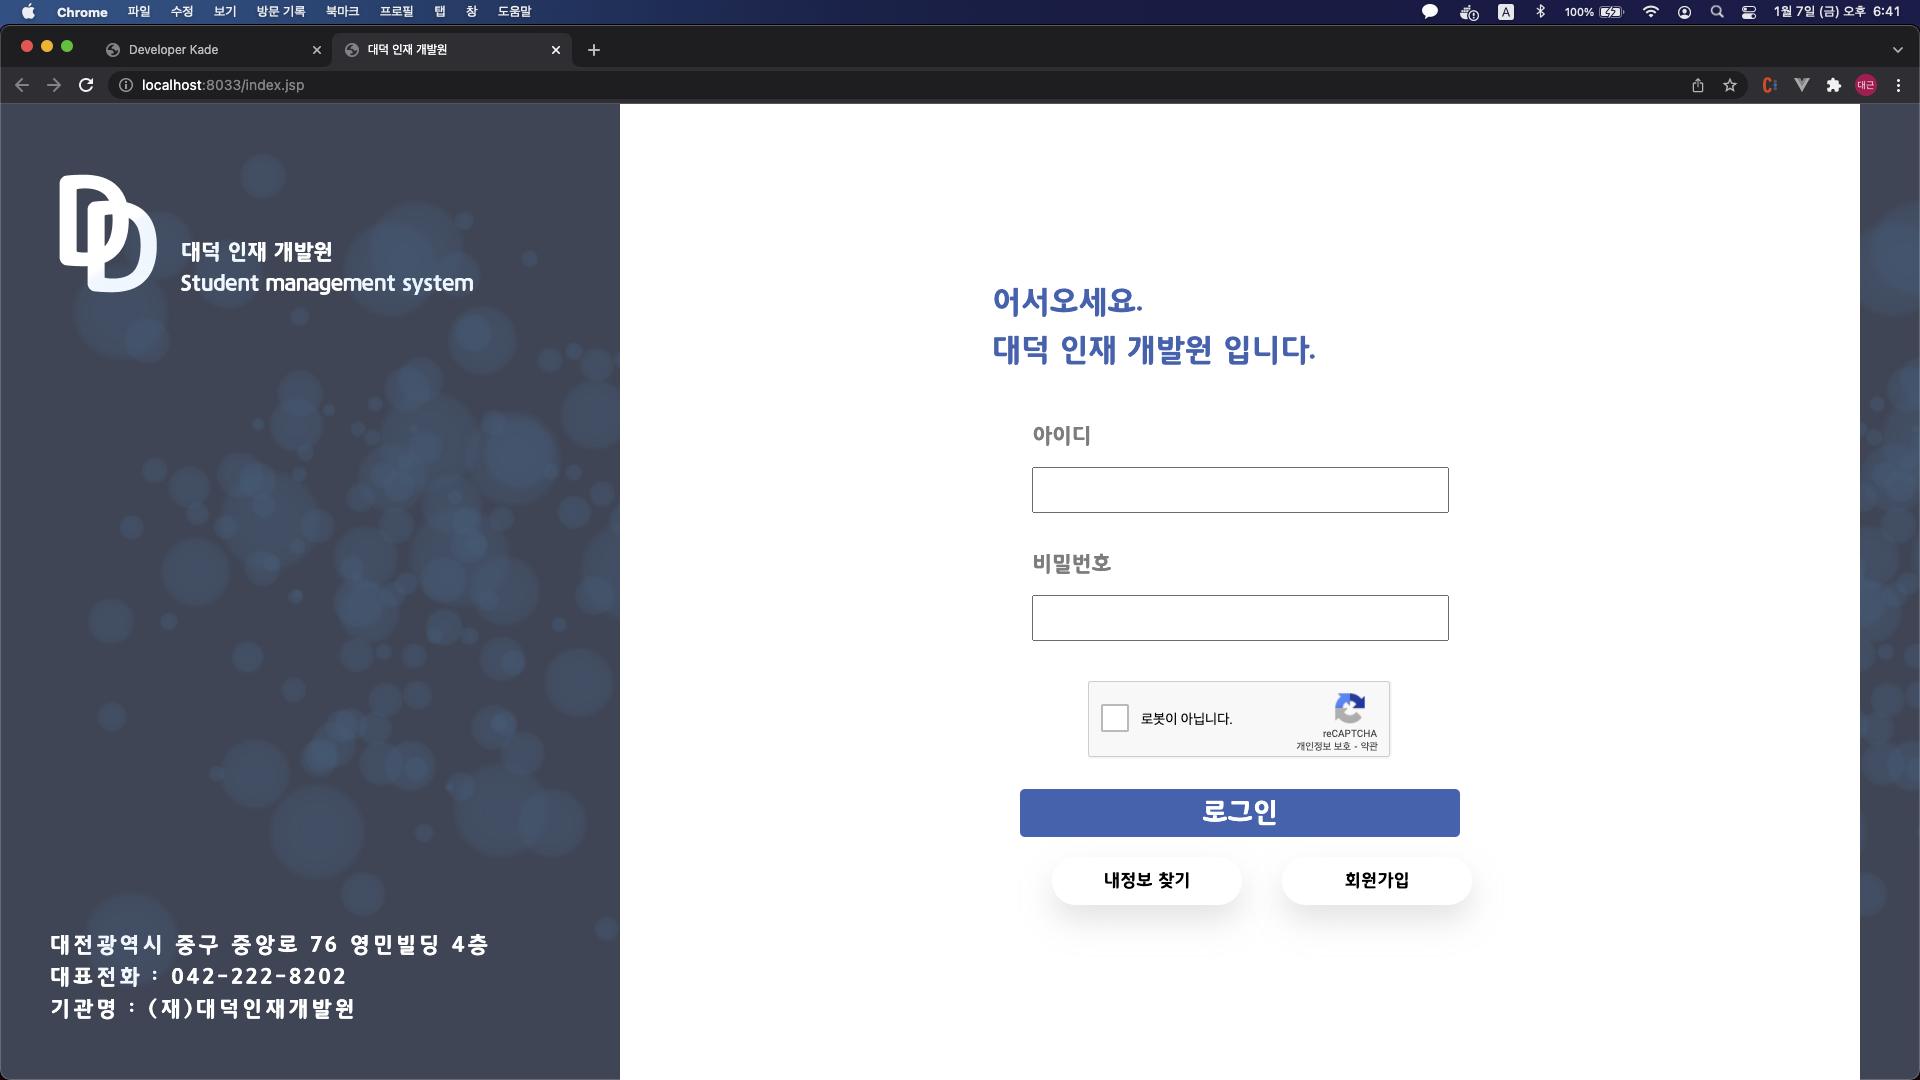 Chrome 파일 수정 보기 방문 기록 북마크 프로필 탭 창 도움말
A 100% 1월 7일 (금) 오후 6:41
Developer Kade
대덕 인재 개발원
localhost:8033/index.jsp
대근
DD
대덕 인재 개발원
Student management system
어서오세요.
대덕 인재 개발원 입니다.
아이디
비밀번호
로봇이 아닙니다.
reCAPTCHA
개인정보 보호 - 약관
로그인
내정보 찾기
회원가입
대전광역시 중구 중앙로 76 영민빌딩 4층
대표전화 : 042-222-8202
기관명 : (재)대덕인재개발원